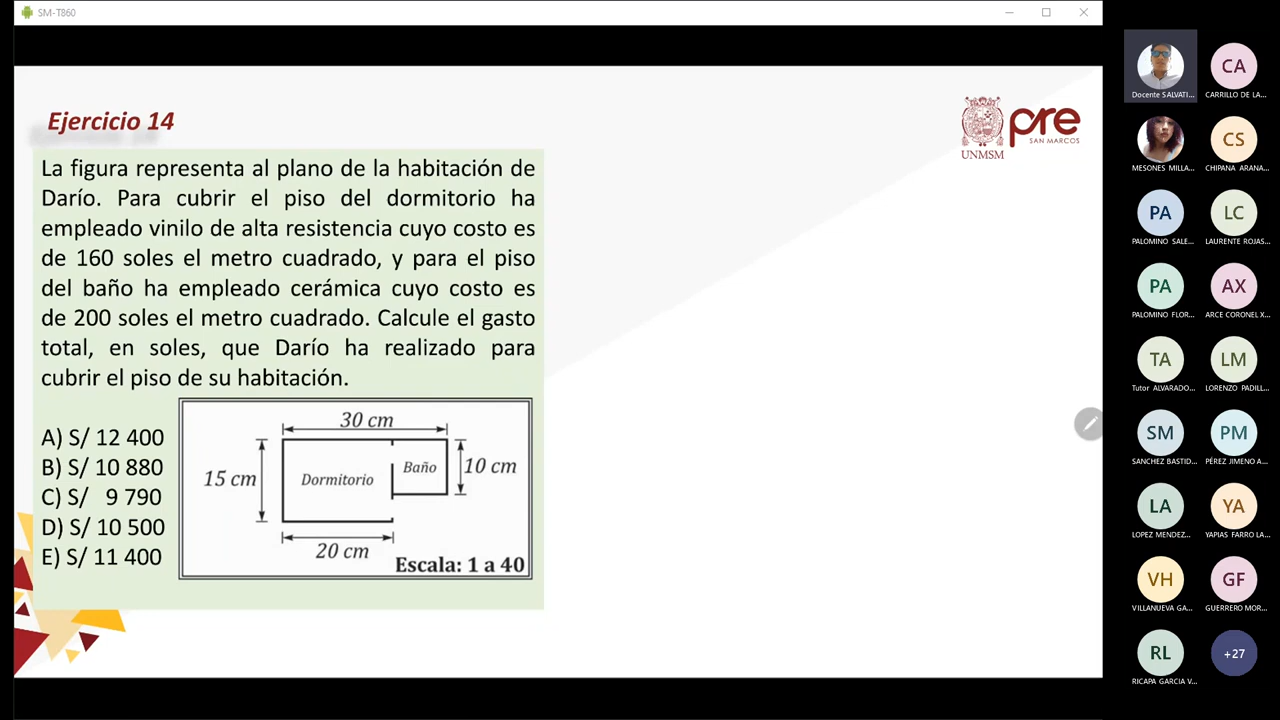 SM-T860
Ejercicio 14
pre
SAN MARCOS
UNMSM
La figura representa al plano de la habitación de
Darío. Para cubrir el piso del dormitorio ha
empleado vinilo de alta resistencia cuyo costo es
de 160 soles el metro cuadrado, y para el piso
del baño ha empleado cerámica cuyo costo es
de 200 soles el metro cuadrado. Calcule el gasto
total, en soles, que Darío ha realizado para
cubrir el piso de su habitación.
A) S/ 12 400
B) S/ 10 880
C) S/ 9 790
D) S/ 10 500
E) S/ 11 400
30 cm
15 cm
Dormitorio
Baño
10 cm
20 cm
Escala: 1 a 40
Docente SALVATI...
CA
CARRILLO DE LA...
MESONES MILLA...
CS
CHIPANA ARANA...
PA
PALOMINO SALE...
LC
LAURENTE ROJAS...
PA
PALOMINO FLOR...
AX
ARCE CORONEL X...
TA
Tutor ALVARADO...
LM
LORENZO PADILL...
SM
SANCHEZ BASTID...
PM
PÉREZ JIMENO A...
LA
LOPEZ MENDEZ...
YA
YAPIAS FARRO LA...
VH
VILLANUEVA GA...
GF
GUERRERO MOR...
RL
RICAPA GARCIA V...
+27